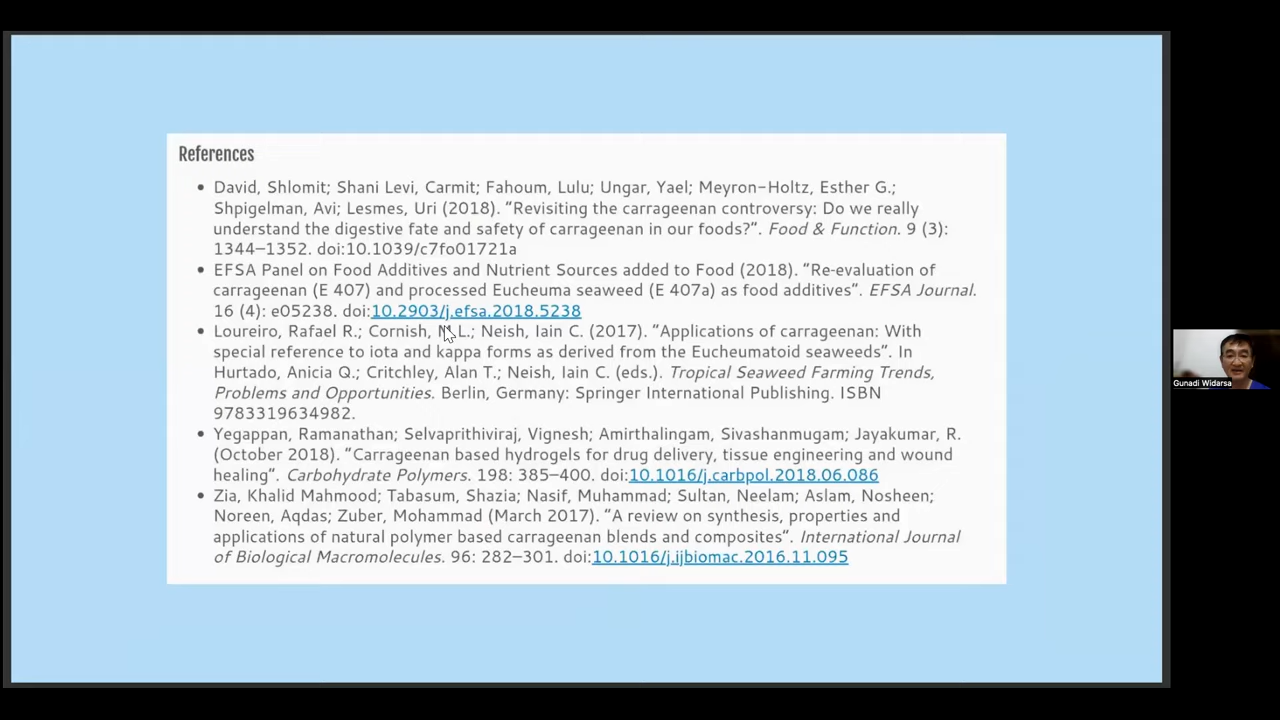 References
• David, Shlomit; Shani Levi, Carmit; Fahoum, Lulu; Ungar, Yael; Meyron-Holtz, Esther G.;
Shpigelman, Avi; Lesmes, Uri (2018). "Revisiting the carrageenan controversy: Do we really
understand the digestive fate and safety of carrageenan in our foods?". Food & Function. 9 (3):
1344–1352. doi:10.1039/c7fo01721a
• EFSA Panel on Food Additives and Nutrient Sources added to Food (2018). "Re-evaluation of
carrageenan (E 407) and processed Eucheuma seaweed (E 407a) as food additives". EFSA Journal.
16 (4): e05238. doi:10.2903/j.efsa.2018.5238
• Loureiro, Rafael R.; Cornish, M.L.; Neish, Iain C. (2017). "Applications of carrageenan: With
special reference to iota and kappa forms as derived from the Eucheumatoid seaweeds". In
Hurtado, Anicia Q.; Critchley, Alan T.; Neish, Iain C. (eds.). Tropical Seaweed Farming Trends,
Problems and Opportunities. Berlin, Germany: Springer International Publishing. ISBN
9783319634982.
• Yegappan, Ramanathan; Selvaprithiviraj, Vignesh; Amirthalingam, Sivashanmugam; Jayakumar, R.
(October 2018). "Carrageenan based hydrogels for drug delivery, tissue engineering and wound
healing". Carbohydrate Polymers. 198: 385–400. doi:10.1016/j.carbpol.2018.06.086
• Zia, Khalid Mahmood; Tabasum, Shazia; Nasif, Muhammad; Sultan, Neelam; Aslam, Nosheen;
Noreen, Aqdas; Zuber, Mohammad (March 2017). "A review on synthesis, properties and
applications of natural polymer based carrageenan blends and composites". International Journal
of Biological Macromolecules. 96: 282–301. doi:10.1016/j.ijbiomac.2016.11.095
Gunadi Widarsa